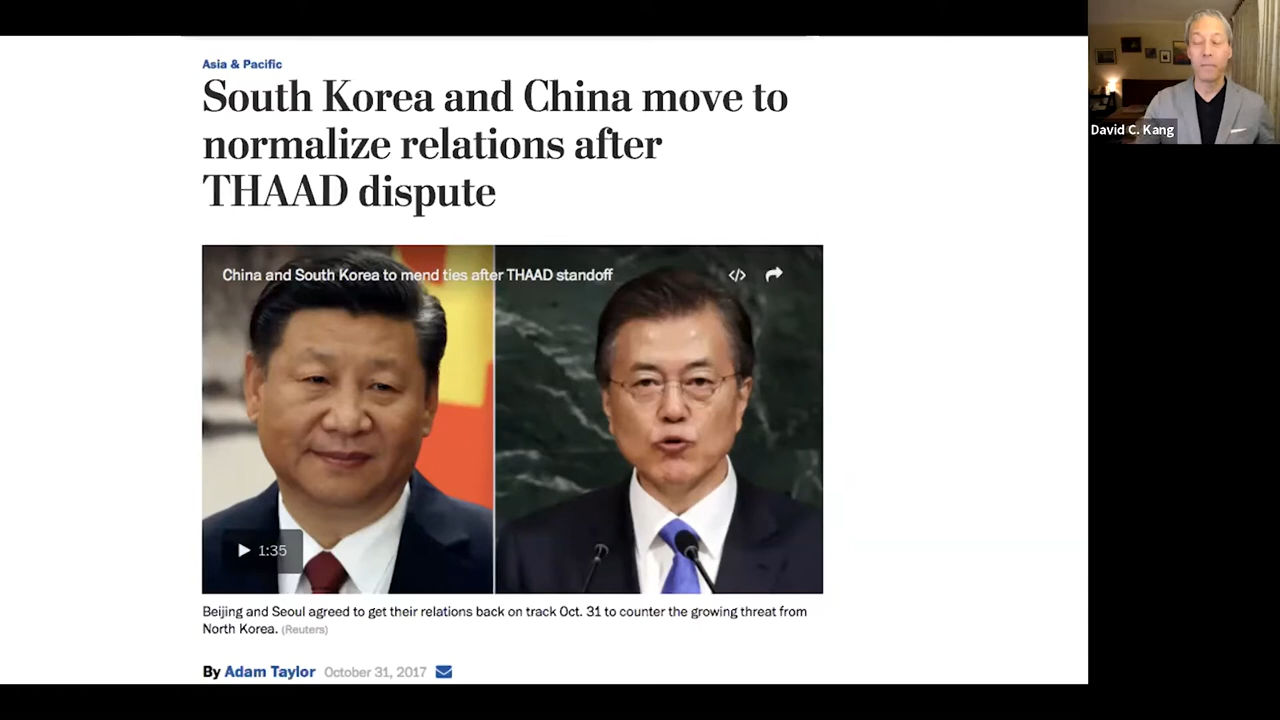 Asia & Pacific
South Korea and China move to
normalize relations after
THAAD dispute
China and South Korea to mend ties after THAAD standoff
1:35
Beijing and Seoul agreed to get their relations back on track Oct. 31 to counter the growing threat from
North Korea. (Reuters)
By Adam Taylor October 31, 2017
David C. Kang